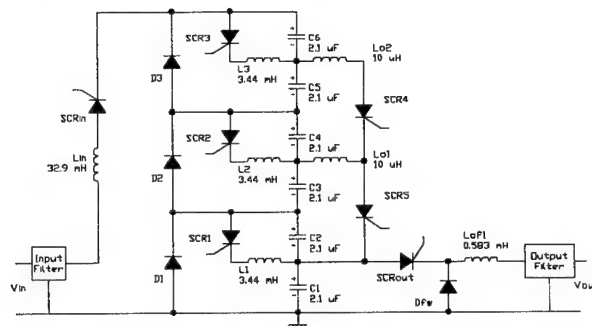 SCR3
C6
2.1 uF
Lo2
10 uH
D3
L3
3.44 mH
C5
2.1 uF
SCRin
SCR4
SCR2
C4
2.1 uF
Lin
32.9 mH
Lo1
10 uH
D2
L2
3.44 mH
C3
2.1 uF
SCR5
SCR1
C2
2.1 uF
Lof1
0.583 mH
Input
Filter
Output
Filter
Vin
D1
L1
3.44 mH
C1
2.1 uF
SCRout
Dfw